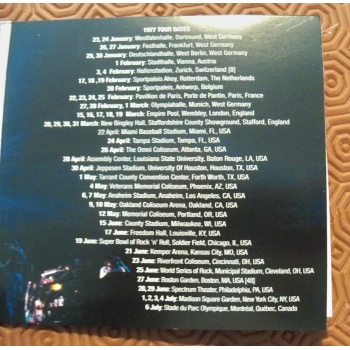 1977 TOUR DATES
23, 24 January: Westfalenhalle, Dortmund, West Germany
26, 27 January: Festhalle, Frankfurt, West Germany
29, 30 January: Deutschlandhalle, West Berlin, West Germany
1 February: Stadthalle, Vienna, Austria
3, 4 February: Hallenstadion, Zurich, Switzerland [8]
17, 18 ,19 February: Sportpaleis Ahoy, Rotterdam, The Netherlands
20 February: Sportpaleis, Antwerp, Belgium
22, 23, 24, 25 February: Pavillon de Paris, Porte de Pantin, Paris, France
27, 28 February, 1 March: Olympiahalle, Munich, West Germany
15, 16, 17, 18, 19 March: Empire Pool, Wembley, London, England
28, 29, 30, 31 March: New Bingley Hall, Staffordshire County Showground, Stafford, England
22 April: Miami Baseball Stadium, Miami, FL, USA
24 April: Tampa Stadium, Tampa, FL, USA
26 April: The Omni Coliseum, Atlanta, GA, USA
28 April: Assembly Center, Louisiana State University, Baton Rouge, LA, USA
30 April: Jeppesen Stadium, University Of Houston, Houston, TX, USA
1 May: Tarrant County Convention Center, Forth Worth, TX, USA
4 May: Veterans Memorial Coliseum, Phoenix, AZ, USA
6, 7 May: Anaheim Stadium, Anaheim, Los Angeles, CA, USA
9, 10 May: Oakland Coliseum Arena, Oakland, CA, USA
12 May: Memorial Coliseum, Portland, OR, USA
15 June: County Stadium, Milwaukee, WI, USA
17 June: Freedom Hall, Louisville, KY, USA
19 June: Super Bowl of Rock 'n' Roll, Soldier Field, Chicago, IL, USA
21 June: Kemper Arena, Kansas City, MO, USA
23 June: Riverfront Coliseum, Cincinnati, OH, USA
25 June: World Series of Rock, Municipal Stadium, Cleveland, OH, USA
27 June: Boston Garden, Boston, MA, USA [48]
28, 29 June: Spectrum Theater, Philadelphia, PA, USA
1, 2, 3, 4 July: Madison Square Garden, New York City, NY, USA
6 July: Stade du Parc Olympique, Montréal, Québec, Canada